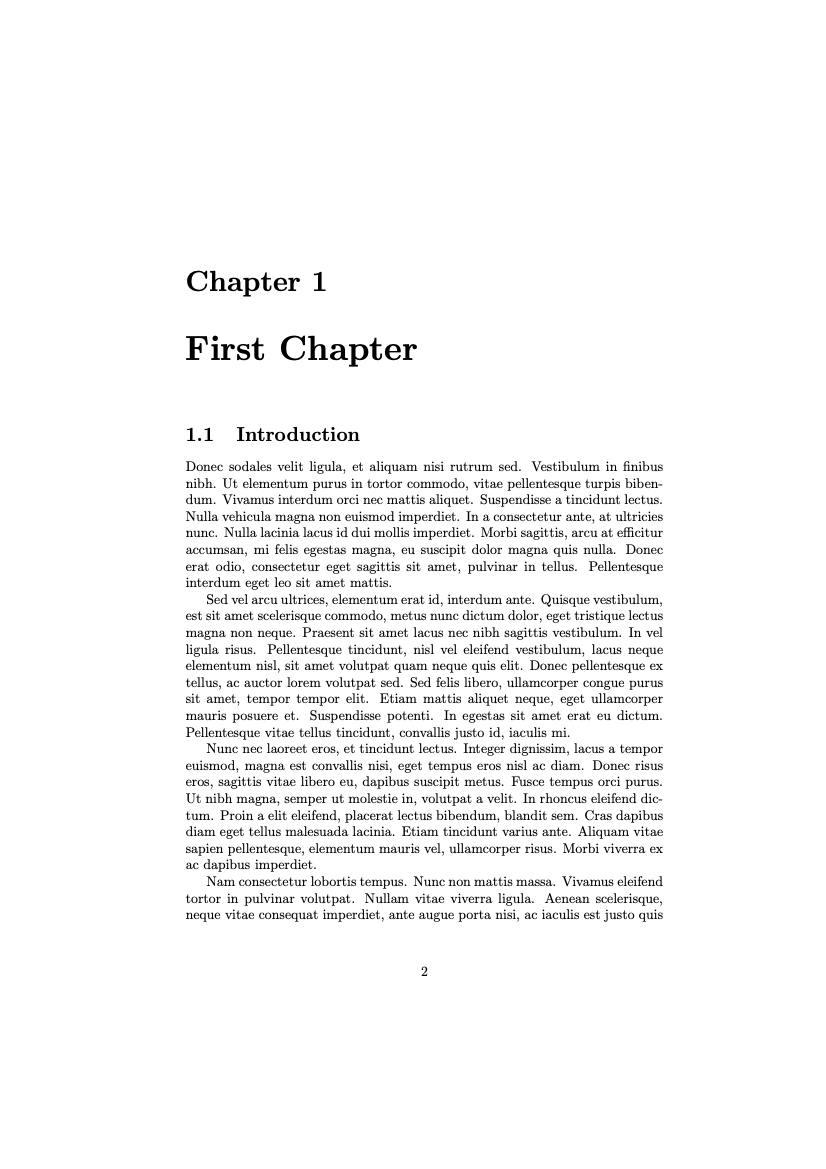 Chapter 1
First Chapter
1.1 Introduction
Donec sodales velit ligula, et aliquam nisi rutrum sed. Vestibulum in finibus
nibh. Ut elementum purus in tortor commodo, vitae pellentesque turpis biben-
dum. Vivamus interdum orci nec mattis aliquet. Suspendisse a tincidunt lectus.
Nulla vehicula magna non euismod imperdiet. In a consectetur ante, at ultricies
nunc. Nulla lacinia lacus id dui mollis imperdiet. Morbi sagittis, arcu at efficitur
accumsan, mi felis egestas magna, eu suscipit dolor magna quis nulla. Donec
erat odio, consectetur eget sagittis sit amet, pulvinar in tellus. Pellentesque
interdum eget leo sit amet mattis.
Sed vel arcu ultrices, elementum erat id, interdum ante. Quisque vestibulum,
est sit amet scelerisque commodo, metus nunc dictum dolor, eget tristique lectus
magna non neque. Praesent sit amet lacus nec nibh sagittis vestibulum. In vel
ligula risus. Pellentesque tincidunt, nisl vel eleifend vestibulum, lacus neque
elementum nisl, sit amet volutpat quam neque quis elit. Donec pellentesque ex
tellus, ac auctor lorem volutpat sed. Sed felis libero, ullamcorper congue purus
sit amet, tempor tempor elit. Etiam mattis aliquet neque, eget ullamcorper
mauris posuere et. Suspendisse potenti. In egestas sit amet erat eu dictum.
Pellentesque vitae tellus tincidunt, convallis justo id, iaculis mi.
Nunc nec laoreet eros, et tincidunt lectus. Integer dignissim, lacus a tempor
euismod, magna est convallis nisi, eget tempus eros nisl ac diam. Donec risus
eros, sagittis vitae libero eu, dapibus suscipit metus. Fusce tempus orci purus.
Ut nibh magna, semper ut molestie in, volutpat a velit. In rhoncus eleifend dic-
tum. Proin a elit eleifend, placerat lectus bibendum, blandit sem. Cras dapibus
diam eget tellus malesuada lacinia. Etiam tincidunt varius ante. Aliquam vitae
sapien pellentesque, elementum mauris vel, ullamcorper risus. Morbi viverra ex
ac dapibus imperdiet.
Nam consectetur lobortis tempus. Nunc non mattis massa. Vivamus eleifend
tortor in pulvinar volutpat. Nullam vitae viverra ligula. Aenean scelerisque,
neque vitae consequat imperdiet, ante augue porta nisi, ac iaculis est justo quis
2